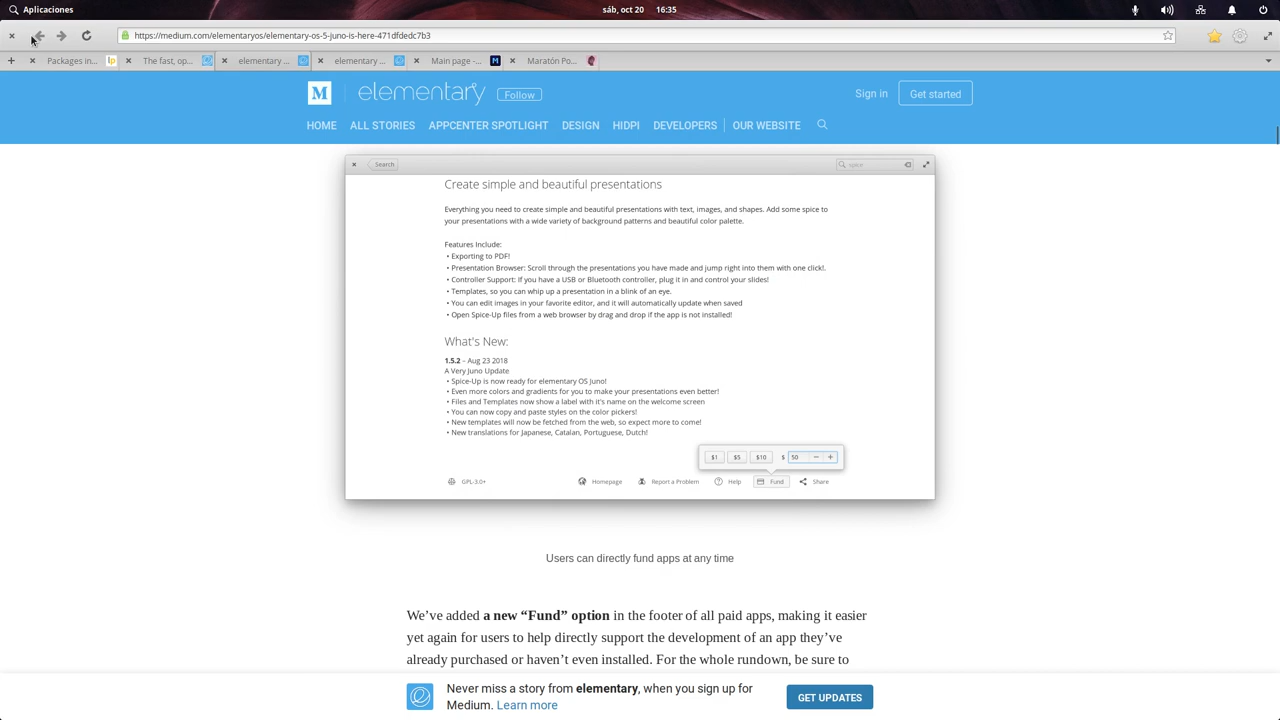 Applications
sáb, oct 20 16:35
https://medium.com/elementaryos/elementary-os-5-juno-is-here-471dfdedc7b3
Packages in...
lp
The fast, op...
elementary ...
elementary ...
Main page -...
M
Maratón Po...
M
elementary
Follow
Sign in
Get started
HOME
ALL STORIES
APPCENTER SPOTLIGHT
DESIGN
HIDPI
DEVELOPERS
OUR WEBSITE
Search
spice
Create simple and beautiful presentations
Everything you need to create simple and beautiful presentations with text, images, and shapes. Add some spice to
your presentations with a wide variety of background patterns and beautiful color palette.
Features Include:
• Exporting to PDF!
• Presentation Browser: Scroll through the presentations you have made and jump right into them with one click!.
• Controller Support: If you have a USB or Bluetooth controller, plug it in and control your slides!
• Templates, so you can whip up a presentation in a blink of an eye.
• You can edit images in your favorite editor, and it will automatically update when saved
• Open Spice-Up files from a web browser by drag and drop if the app is not installed!
What's New:
1.5.2 – Aug 23 2018
A Very Juno Update
• Spice-Up is now ready for elementary OS Juno!
• Even more colors and gradients for you to make your presentations even better!
• Files and Templates now show a label with it's name on the welcome screen
• You can now copy and paste styles on the color pickers!
• New templates will now be fetched from the web, so expect more to come!
• New translations for Japanese, Catalan, Portuguese, Dutch!
$1
$5
$10
$ 50 − +
GPL-3.0+
Homepage
Report a Problem
Help
Fund
Share
Users can directly fund apps at any time
We’ve added a new “Fund” option in the footer of all paid apps, making it easier
yet again for users to help directly support the development of an app they’ve
already purchased or haven’t even installed. For the whole rundown, be sure to
Never miss a story from elementary, when you sign up for
Medium. Learn more
GET UPDATES